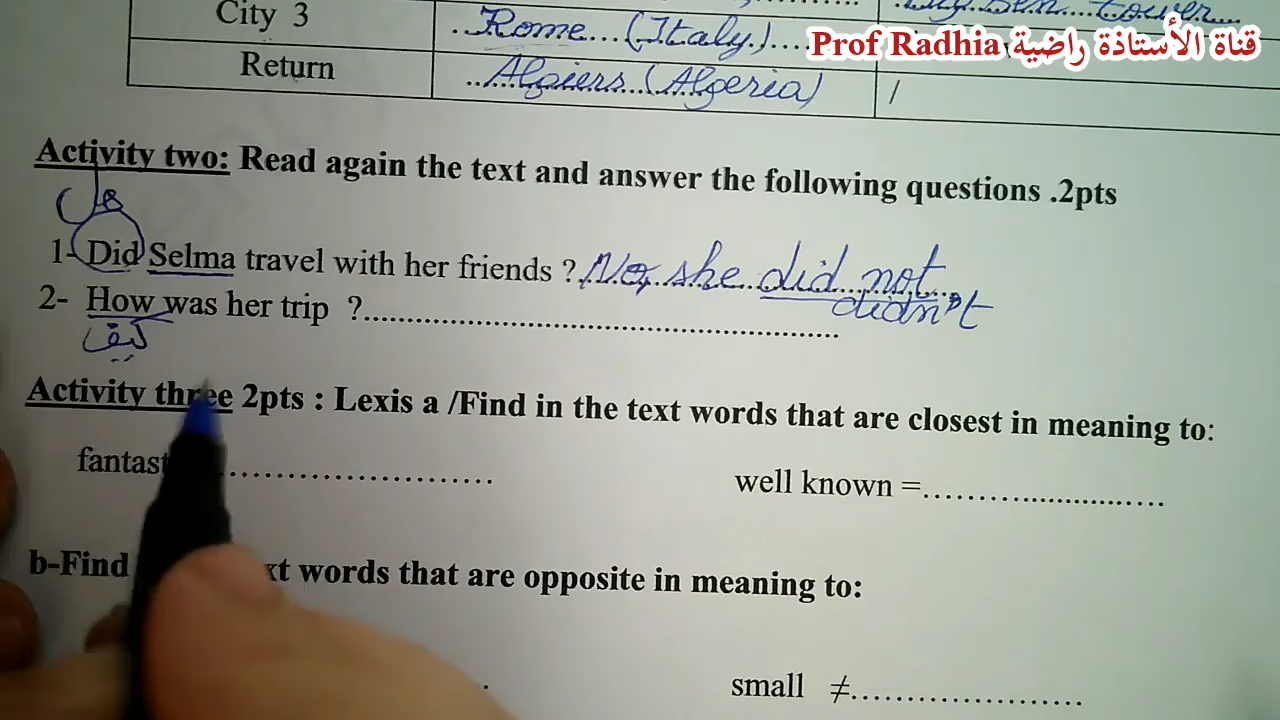 City 3
Rome...(Italy.)....
Prof Radhia قناة الأستاذة راضية
Return
Algiers (Algeria)
/
Activity two: Read again the text and answer the following questions .2pts
هل
1- Did Selma travel with her friends ? No, she did not
didn't
2- How was her trip ?
كيف
Activity three 2pts : Lexis a /Find in the text words that are closest in meaning to:
fantast
well known =
b-Find xt words that are opposite in meaning to:
small ≠